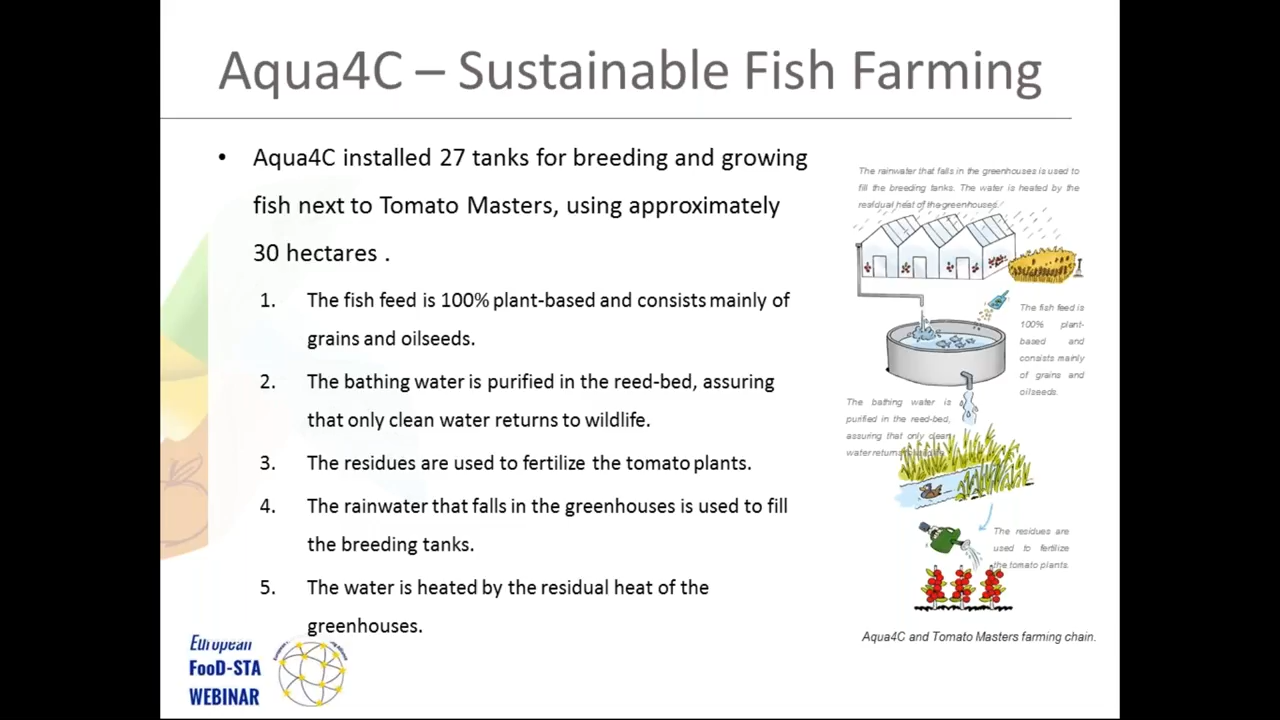 Aqua4C – Sustainable Fish Farming
• Aqua4C installed 27 tanks for breeding and growing
fish next to Tomato Masters, using approximately
30 hectares .
1. The fish feed is 100% plant-based and consists mainly of
grains and oilseeds.
2. The bathing water is purified in the reed-bed, assuring
that only clean water returns to wildlife.
3. The residues are used to fertilize the tomato plants.
4. The rainwater that falls in the greenhouses is used to fill
the breeding tanks.
5. The water is heated by the residual heat of the
greenhouses.
The rainwater that falls in the greenhouses is used to
fill the breeding tanks. The water is heated by the
residual heat of the greenhouses.
The fish feed is
100% plant-
based and
consists mainly
of grains and
oilseeds.
The bathing water is
purified in the reed-bed,
assuring that only clean
water returns
The residues are
used to fertilize
the tomato plants.
Aqua4C and Tomato Masters farming chain.
European
FooD-STA
WEBINAR